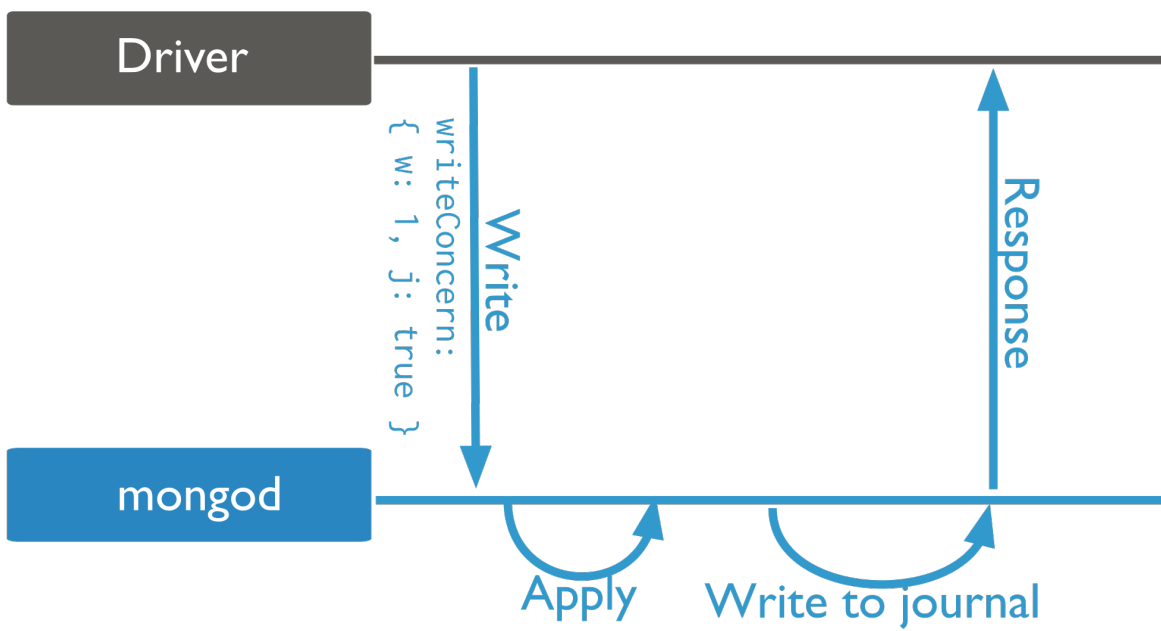 Driver
writeConcern:
{ w: 1, j: true }
Write
Response
mongod
Apply
Write to journal